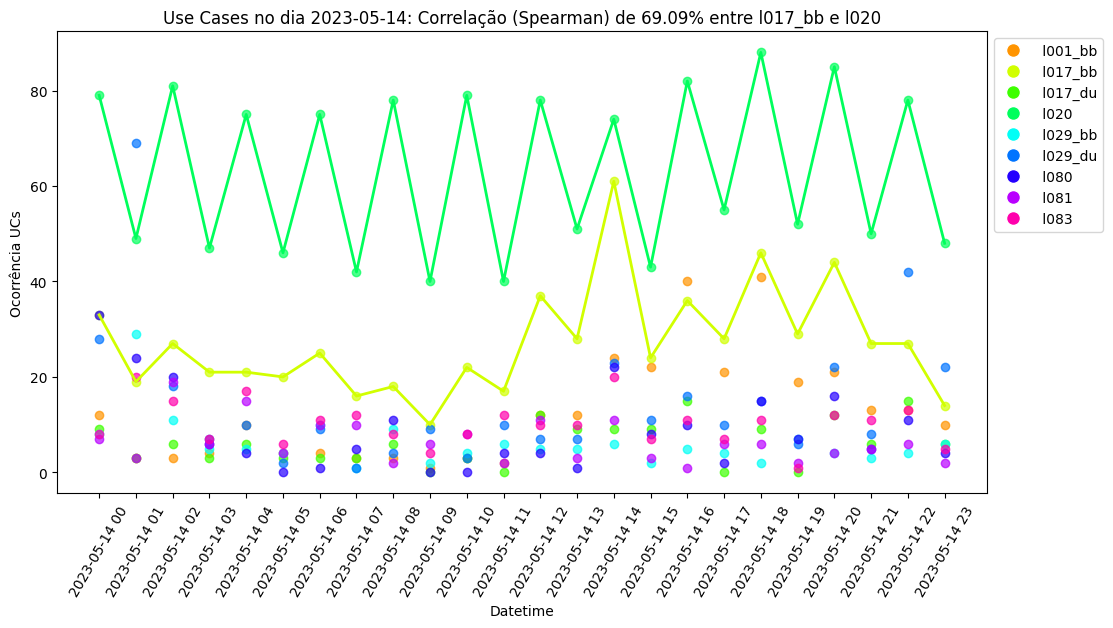 Use Cases no dia 2023-05-14: Correlação (Spearman) de 69.09% entre l017_bb e l020
Ocorrência UCs
80
60
40
20
0
l001_bb
l017_bb
l017_du
l020
l029_bb
l029_du
l080
l081
l083
2023-05-14 00
2023-05-14 01
2023-05-14 02
2023-05-14 03
2023-05-14 04
2023-05-14 05
2023-05-14 06
2023-05-14 07
2023-05-14 08
2023-05-14 09
2023-05-14 10
2023-05-14 11
2023-05-14 12
2023-05-14 13
2023-05-14 14
2023-05-14 15
2023-05-14 16
2023-05-14 17
2023-05-14 18
2023-05-14 19
2023-05-14 20
2023-05-14 21
2023-05-14 22
2023-05-14 23
Datetime